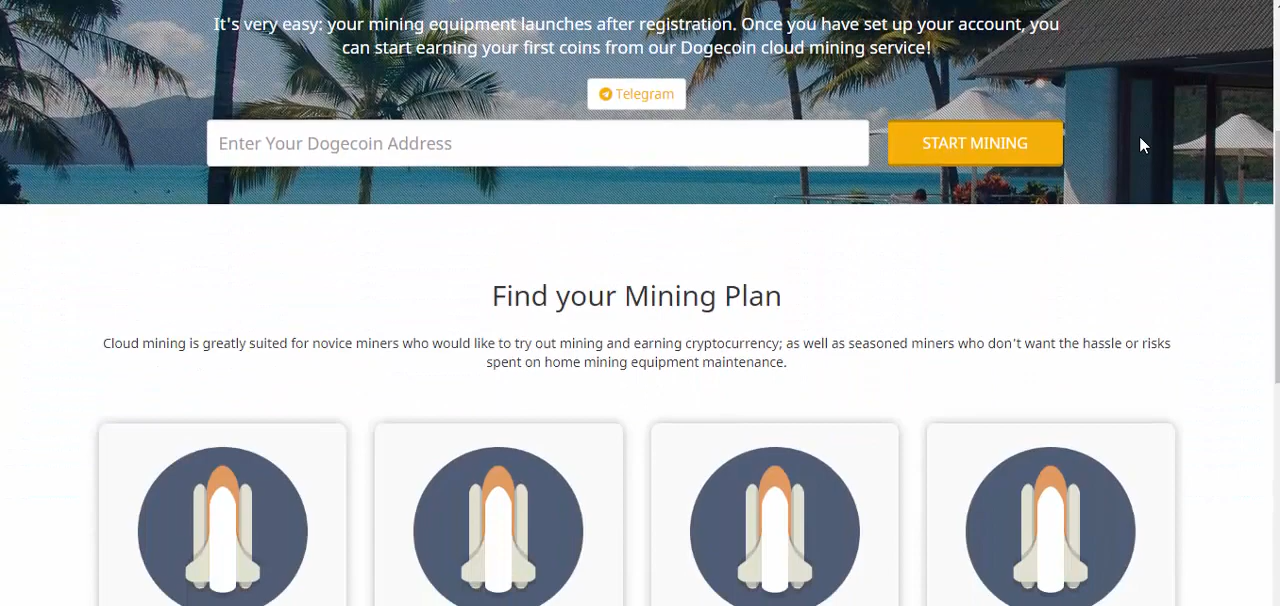 It's very easy: your mining equipment launches after registration. Once you have set up your account, you
can start earning your first coins from our Dogecoin cloud mining service!
Telegram
Enter Your Dogecoin Address
START MINING
Find your Mining Plan
Cloud mining is greatly suited for novice miners who would like to try out mining and earning cryptocurrency; as well as seasoned miners who don't want the hassle or risks
spent on home mining equipment maintenance.